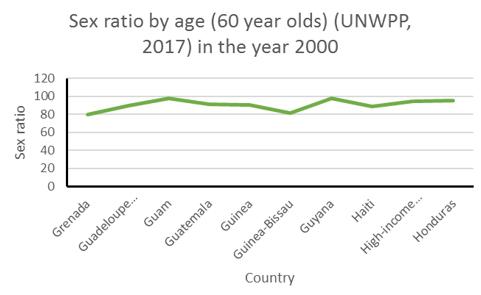 Sex ratio by age (60 year olds) (UNWPP,
2017) in the year 2000
120
100
80
60
40
20
0
Sex ratio
Grenada
Guadeloupe...
Guam
Guatemala
Guinea
Guinea-Bissau
Guyana
Haiti
High-income...
Honduras
Country